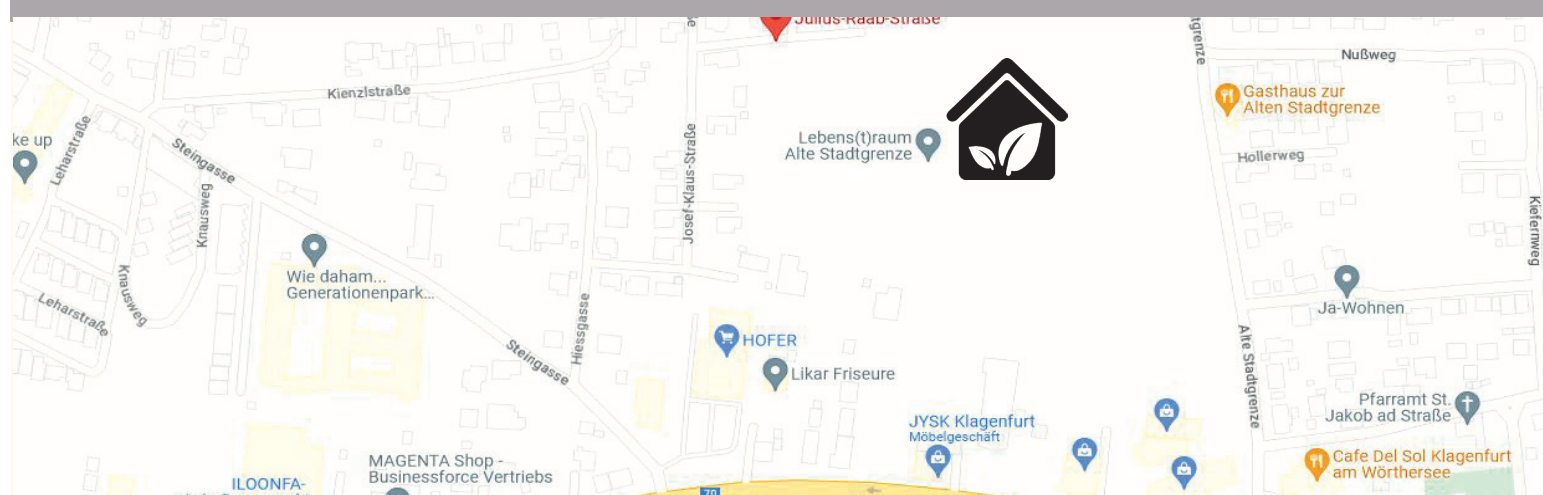 Julius-Raab-Straße
tgrenze
Nußweg
Kienzlstraße
Gasthaus zur
Alten Stadtgrenze
ke up
Leharstraße
Steingasse
Josef-Klaus-Straße
Lebens(t)raum
Alte Stadtgrenze
Hollerweg
Knausweg
Kiefernweg
Wie daham...
Generationenpark...
Knausweg
Leharstraße
Hiessgasse
Ja-Wohnen
Steingasse
HOFER
Alte Stadtgrenze
Likar Friseure
Pfarramt St.
Jakob ad Straße
JYSK Klagenfurt
Möbelgeschäft
MAGENTA Shop -
Businessforce Vertriebs
Cafe Del Sol Klagenfurt
am Wörthersee
ILOONFA-
70